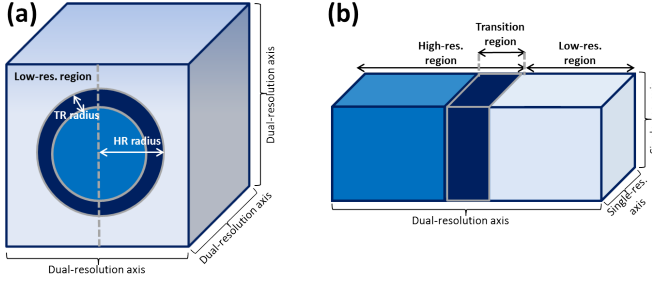 (a)
Low-res. region
TR radius
HR radius
Dual-resolution axis
Dual-resolution axis
Dual-resolution axis
(b)
High-res.
region
Transition
region
Low-res.
region
Dual-resolution axis
Single-res.
axis